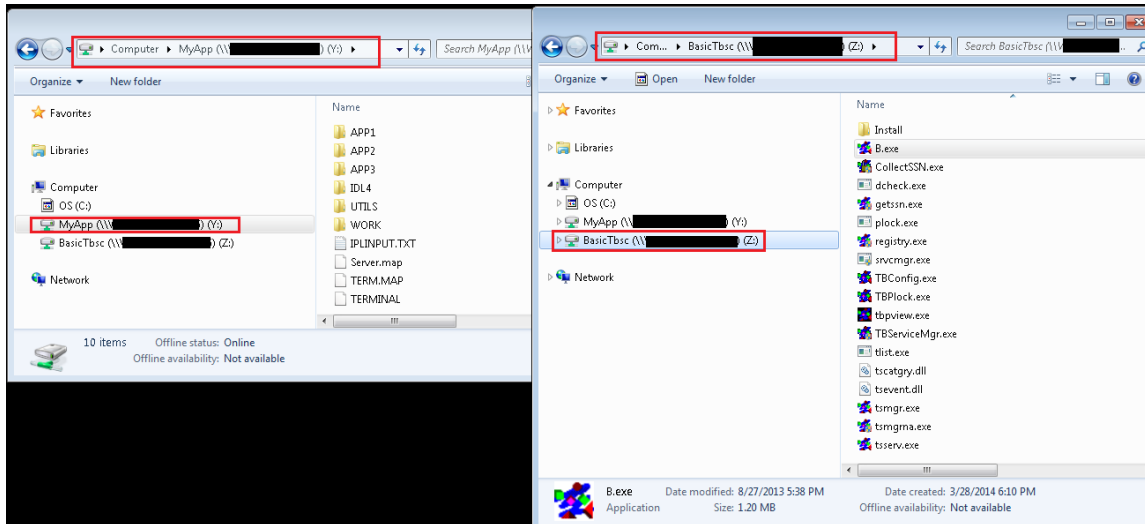 Computer ▸ MyApp (\\ ) (Y:) ▸
Search MyApp (\\V
Organize
New folder
Favorites
Libraries
Computer
OS (C:)
MyApp (\\ ) (Y:)
BasicTbsc (\\ ) (Z:)
Network
Name
APP1
APP2
APP3
IDL4
UTILS
WORK
IPLINPUT.TXT
Server.map
TERM.MAP
TERMINAL
10 items Offline status: Online
Offline availability: Not available
Com... ▸ BasicTbsc (\\ ) (Z:) ▸
Search BasicTbsc (\\V ...
Organize
Open
New folder
Favorites
Libraries
Computer
OS (C:)
MyApp (\\ ) (Y:)
BasicTbsc (\\ ) (Z:)
Network
Name
Install
B.exe
CollectSSN.exe
dcheck.exe
getssn.exe
plock.exe
registry.exe
srvcmgr.exe
TBConfig.exe
TBPlock.exe
tbpview.exe
TBServiceMgr.exe
tlist.exe
tscatgry.dll
tsevent.dll
tsmgr.exe
tsmgrna.exe
tsserv.exe
B.exe Date modified: 8/27/2013 5:38 PM Date created: 3/28/2014 6:10 PM
Application Size: 1.20 MB Offline availability: Not available